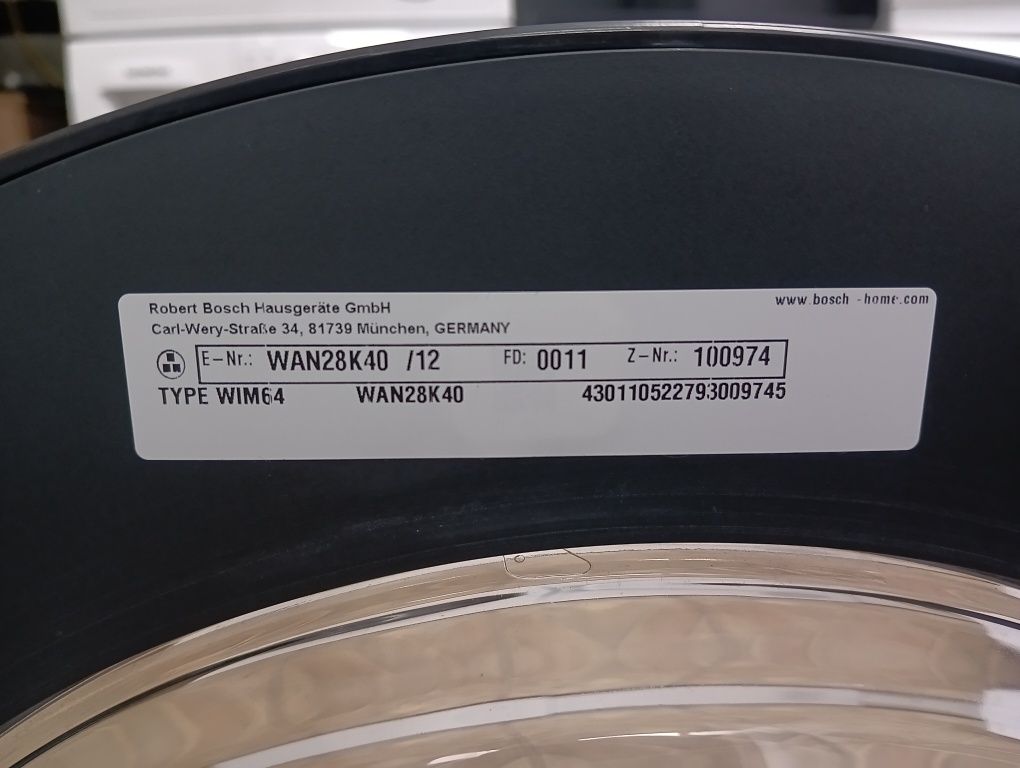 Robert Bosch Hausgeräte GmbH
www.bosch-home.com
Carl-Wery-Straße 34, 81739 München, GERMANY
E-Nr.: WAN28K40 /12 FD: 0011 Z-Nr.: 100974
TYPE WIM64 WAN28K40 430110522793009745